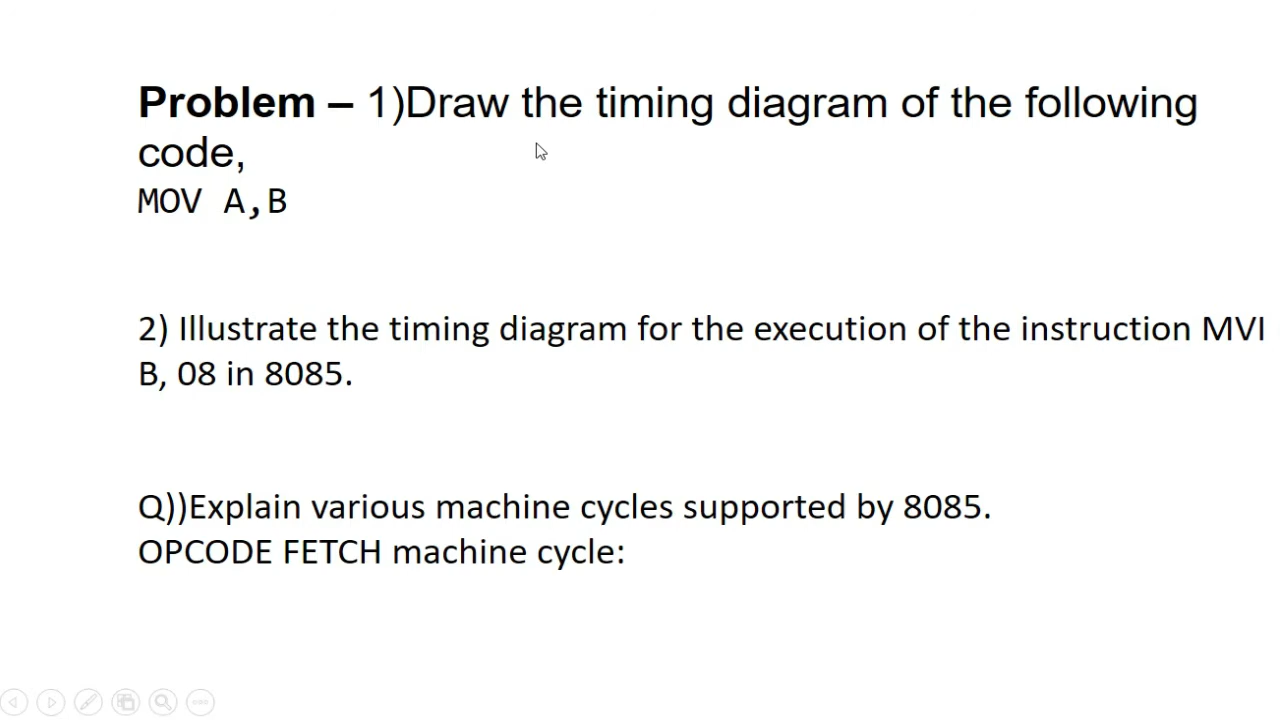 Problem – 1)Draw the timing diagram of the following
code,
MOV A,B
2) Illustrate the timing diagram for the execution of the instruction MVI
B, 08 in 8085.
Q))Explain various machine cycles supported by 8085.
OPCODE FETCH machine cycle: